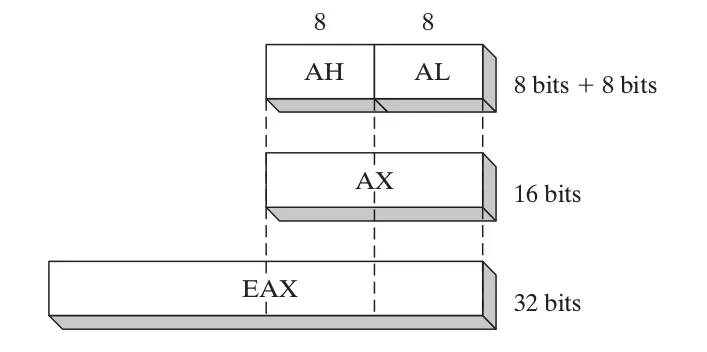 8 8
AH AL
8 bits + 8 bits
AX
16 bits
EAX
32 bits